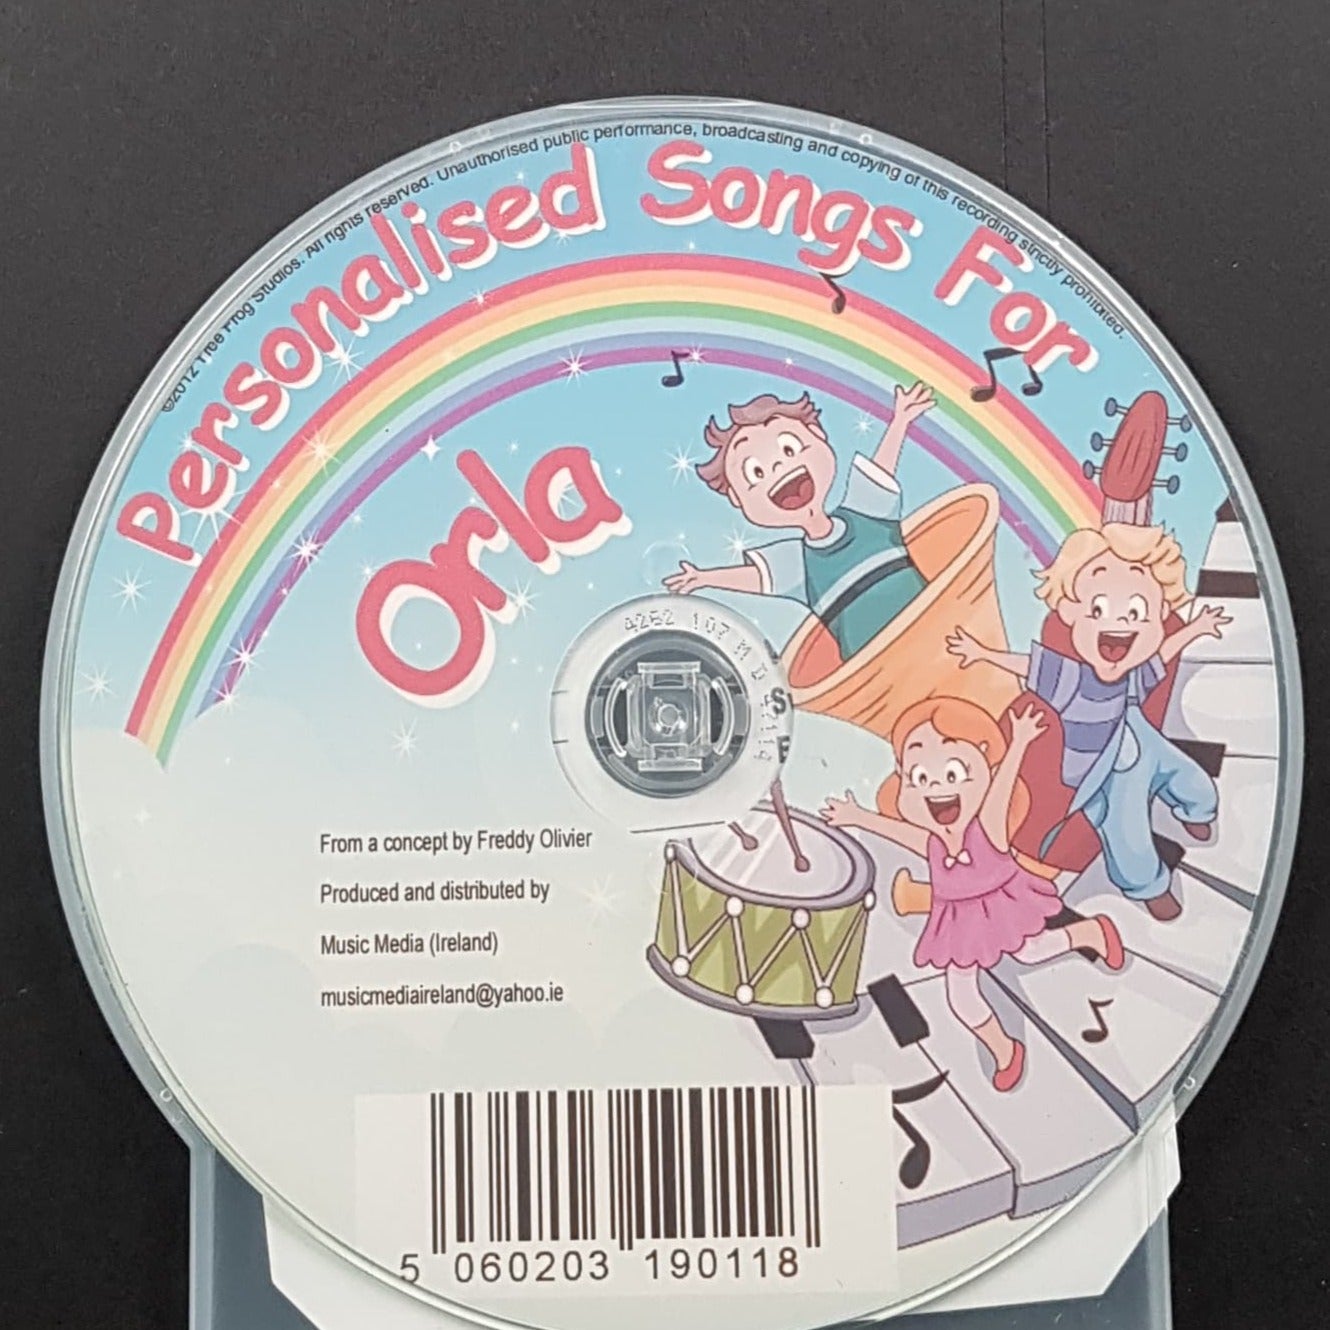 ©2012 Tree Frog Studios. All rights reserved. Unauthorised public performance, broadcasting and copying of this recording strictly prohibited.
Personalised Songs For
Orla
4262 107 M D
From a concept by Freddy Olivier
Produced and distributed by
Music Media (Ireland)
musicmediaireland@yahoo.ie
5 060203 190118